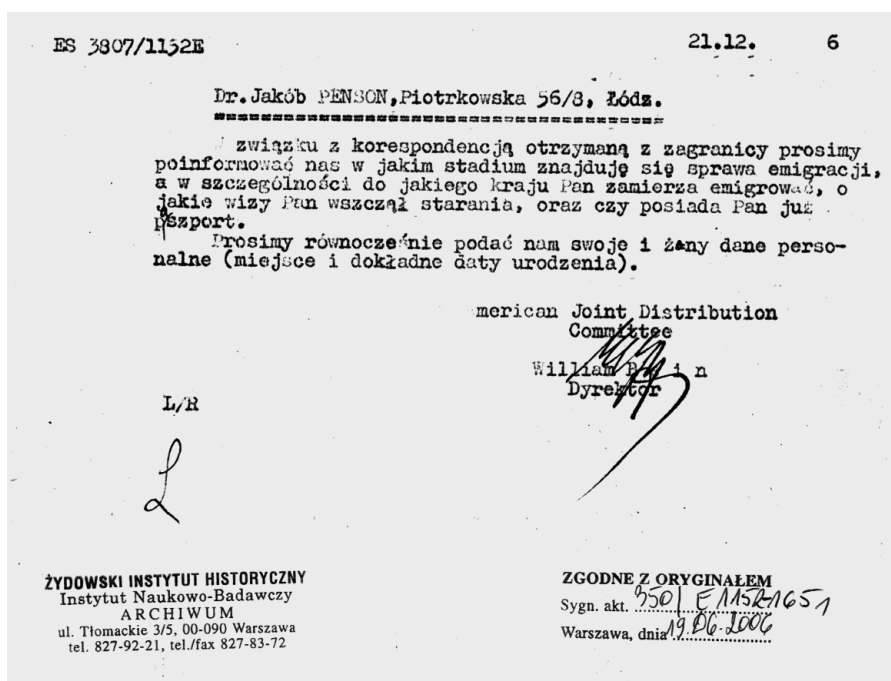 ES 3807/1152E
21.12. 6
Dr.Jakób PENSON,Piotrkowska 56/8, Łódz.
związku z korespondencją otrzymaną z zagranicy prosimy
poinformować nas w jakim stadium znajduję się sprawa emigracji,
a w szczególności do jakiego kraju Pan zamierza emigrować, o
jakie wizy Pan wszczął starania, oraz czy posiada Pan już
paszport.
Prosimy równocześnie podać nam swoje i żony dane perso-
nalne (miejsce i dokładne daty urodzenia).
merican Joint Distribution
Committee
William
Dyrektor
L/R
L
ŻYDOWSKI INSTYTUT HISTORYCZNY
Instytut Naukowo-Badawczy
ARCHIWUM
ul. Tłomackie 3/5, 00-090 Warszawa
tel. 827-92-21, tel./fax 827-83-72
ZGODNE Z ORYGINAŁEM
Sygn. akt. 350/ E 1152-1651
Warszawa, dnia 19.06.2006